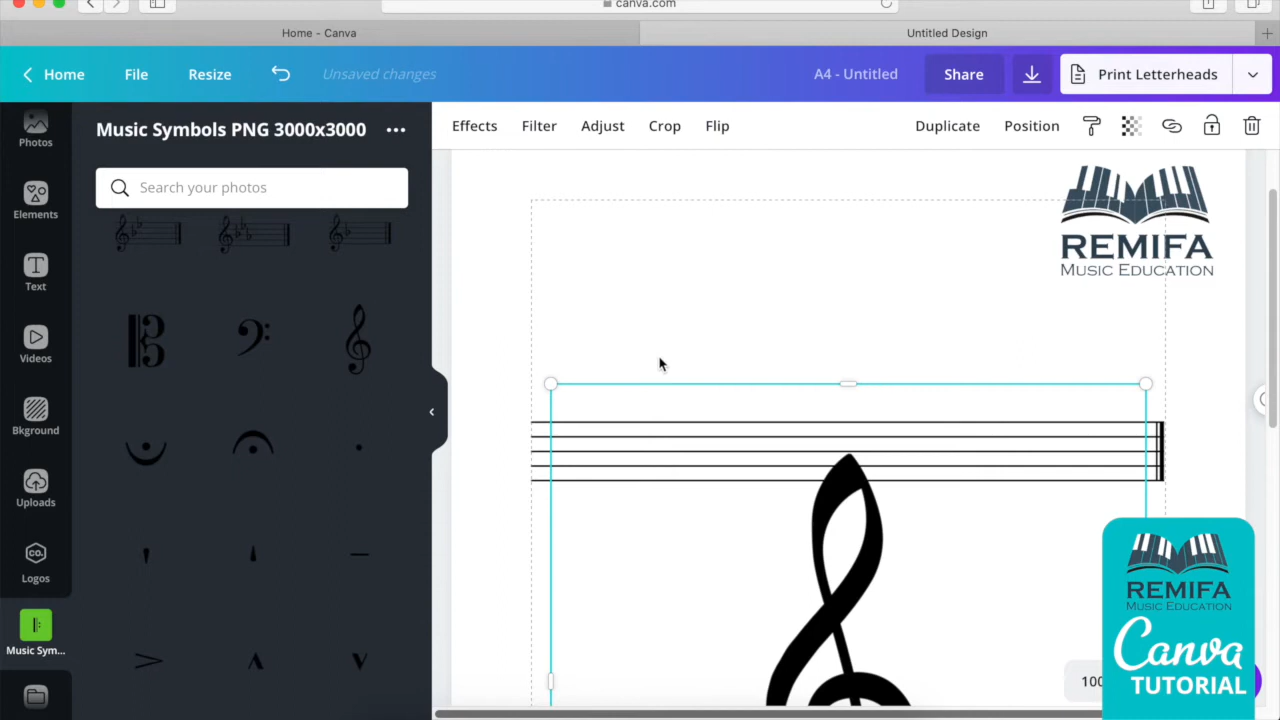 canva.com
Home - Canva
Untitled Design
Home
File
Resize
Unsaved changes
A4 - Untitled
Share
Print Letterheads
Photos
Elements
Text
Videos
Bkground
Uploads
Logos
CO.
Music Sym...
Music Symbols PNG 3000x3000
Search your photos
Effects
Filter
Adjust
Crop
Flip
Duplicate
Position
REMIFA
MUSIC EDUCATION
100
REMIFA
MUSIC EDUCATION
Canva
TUTORIAL